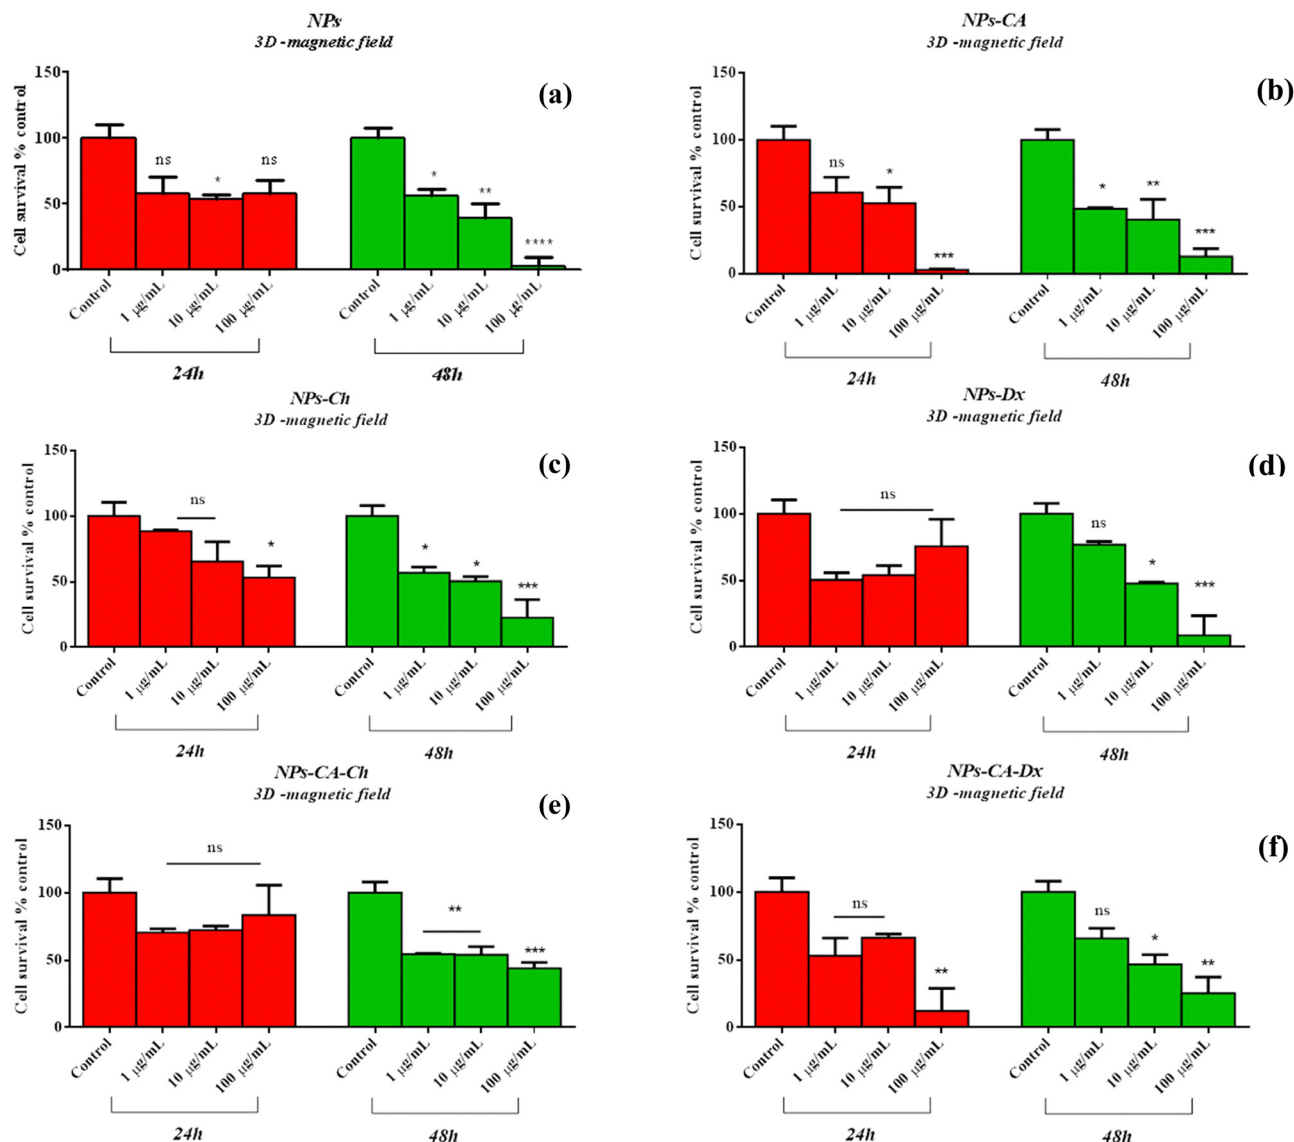 NPs
3D -magnetic field
(a)
Cell survival % control
150
100
50
0
ns
*
ns
*
**
****
Control
1 µg/mL
10 µg/mL
100 µg/mL
Control
1 µg/mL
10 µg/mL
100 µg/mL
24h
48h
NPs-CA
3D -magnetic field
(b)
Cell survival % control
150
100
50
0
ns
*
***
*
**
***
Control
1 µg/mL
10 µg/mL
100 µg/mL
Control
1 µg/mL
10 µg/mL
100 µg/mL
24h
48h
NPs-Ch
3D -magnetic field
(c)
Cell survival % control
150
100
50
0
ns
*
*
*
***
Control
1 µg/mL
10 µg/mL
100 µg/mL
Control
1 µg/mL
10 µg/mL
100 µg/mL
24h
48h
NPs-Dx
3D -magnetic field
(d)
Cell survival % control
150
100
50
0
ns
ns
*
***
Control
1 µg/mL
10 µg/mL
100 µg/mL
Control
1 µg/mL
10 µg/mL
100 µg/mL
24h
48h
NPs-CA-Ch
3D -magnetic field
(e)
Cell survival % control
150
100
50
0
ns
**
***
Control
1 µg/mL
10 µg/mL
100 µg/mL
Control
1 µg/mL
10 µg/mL
100 µg/mL
24h
48h
NPs-CA-Dx
3D -magnetic field
(f)
Cell survival % control
150
100
50
0
ns
**
ns
*
**
Control
1 µg/mL
10 µg/mL
100 µg/mL
Control
1 µg/mL
10 µg/mL
100 µg/mL
24h
48h